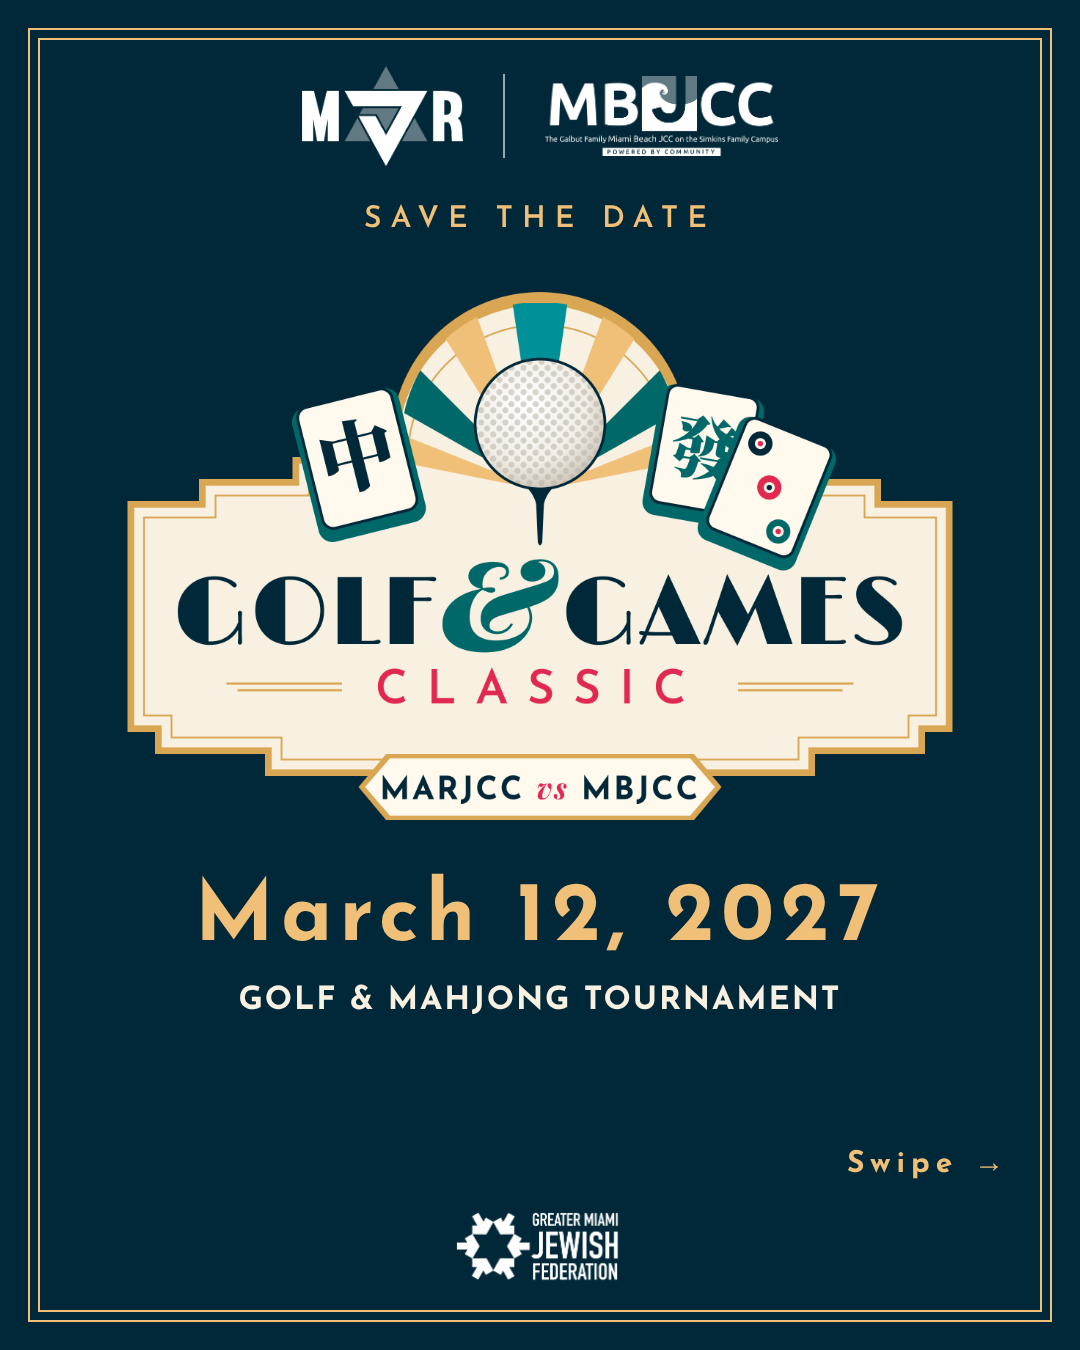 MAR
MBJCC
The Galbut Family Miami Beach JCC on the Simkins Family Campus
POWERED BY COMMUNITY
SAVE THE DATE
中
發
GOLF & GAMES
CLASSIC
MARJCC vs MBJCC
March 12, 2027
GOLF & MAHJONG TOURNAMENT
Swipe →
GREATER MIAMI
JEWISH
FEDERATION